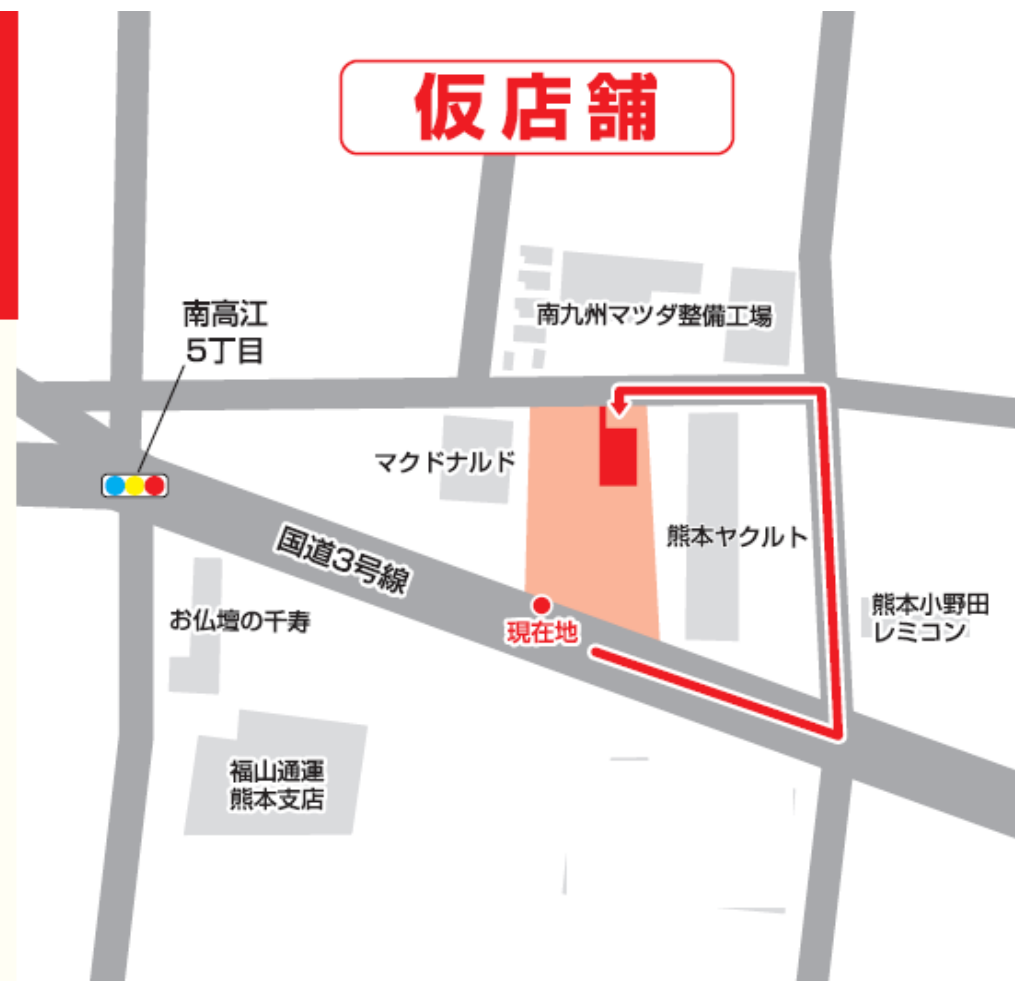 仮店舗
南九州マツダ整備工場
南高江
5丁目
マクドナルド
熊本ヤクルト
国道3号線
熊本小野田
レミコン
お仏壇の千寿
現在地
福山通運
熊本支店